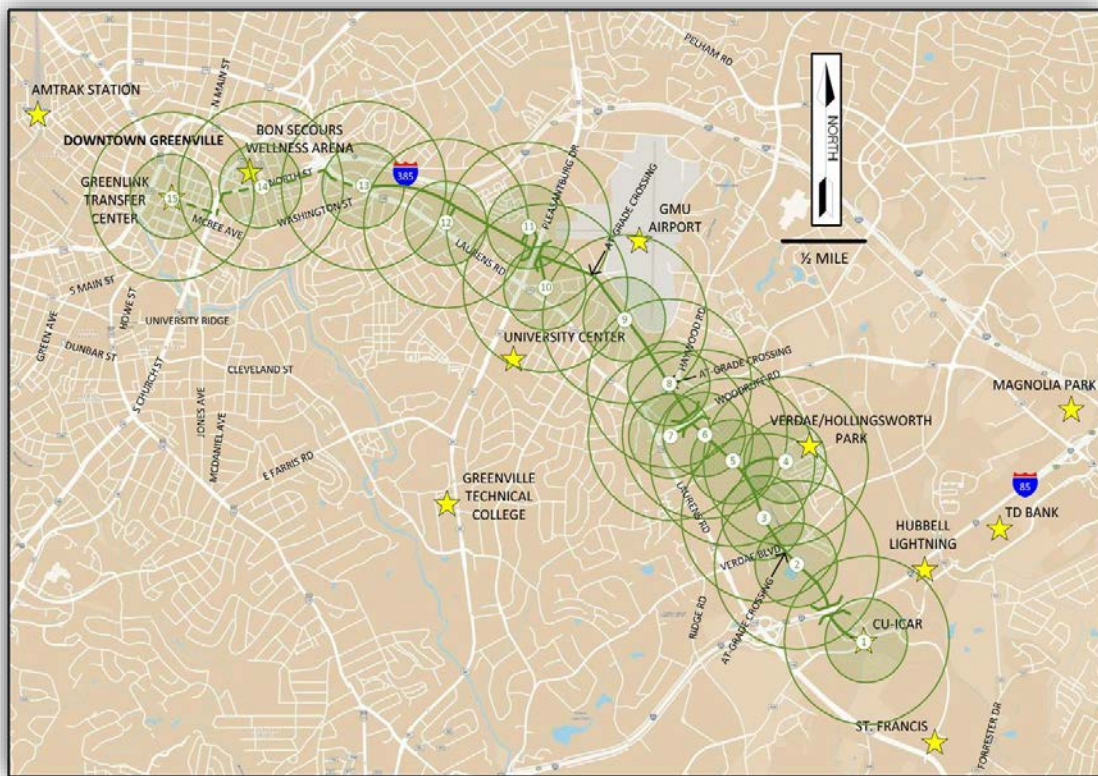 PELHAM RD
N MAIN ST
AMTRAK STATION
NORTH
DOWNTOWN GREENVILLE
BON SECOURS
WELLNESS ARENA
385
PLEASANTBURG DR
AT-GRADE CROSSING
GREENLINK
TRANSFER
CENTER
15
14
NORTH ST
13
WASHINGTON ST
MCBEE AVE
12
11
GMU
AIRPORT
½ MILE
LAURENS RD
S MAIN ST
10
HOWE ST
UNIVERSITY RIDGE
9
GREEN AVE
DUNBAR ST
UNIVERSITY CENTER
HAYWOOD RD
CLEVELAND ST
AT-GRADE CROSSING
8
WOODRUFF RD
S CHURCH ST
JONES AVE
MCDANIEL AVE
MAGNOLIA PARK
VERDAE/HOLLINGSWORTH
PARK
7
6
5
4
E FARRIS RD
GREENVILLE
TECHNICAL
COLLEGE
LAURENS RD
85
TD BANK
3
HUBBELL
LIGHTNING
VERDAE BLVD
2
AT-GRADE CROSSING
RIDGE RD
CU-ICAR
1
ST. FRANCIS
FORRESTER DR